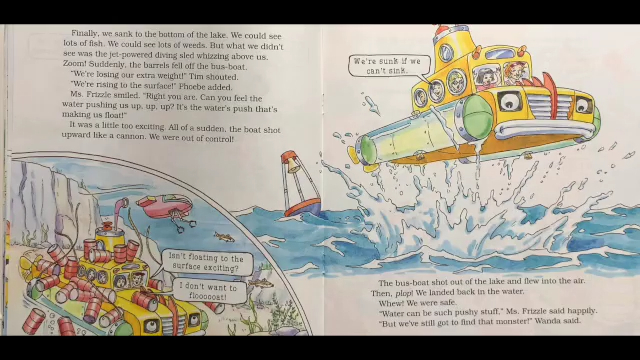 Finally, we sank to the bottom of the lake. We could see
lots of fish. We could see lots of weeds. But what we didn't
see was the jet-powered diving sled whizzing above us.
Zoom! Suddenly, the barrels fell off the bus-boat.
"We're losing our extra weight!" Tim shouted.
"We're rising to the surface!" Phoebe added.
Ms. Frizzle smiled. "Right you are. Can you feel the
water pushing us up, up, up? It's the water's push that's
making us float!"
It was a little too exciting. All of a sudden, the boat shot
upward like a cannon. We were out of control!
Isn't floating to the
surface exciting?
I don't want to
floooooat!
We're sunk if we
can't sink.
The bus-boat shot out of the lake and flew into the air.
Then, plop! We landed back in the water.
Whew! We were safe.
"Water can be such pushy stuff," Ms. Frizzle said happily.
"But we've still got to find that monster!" Wanda said.